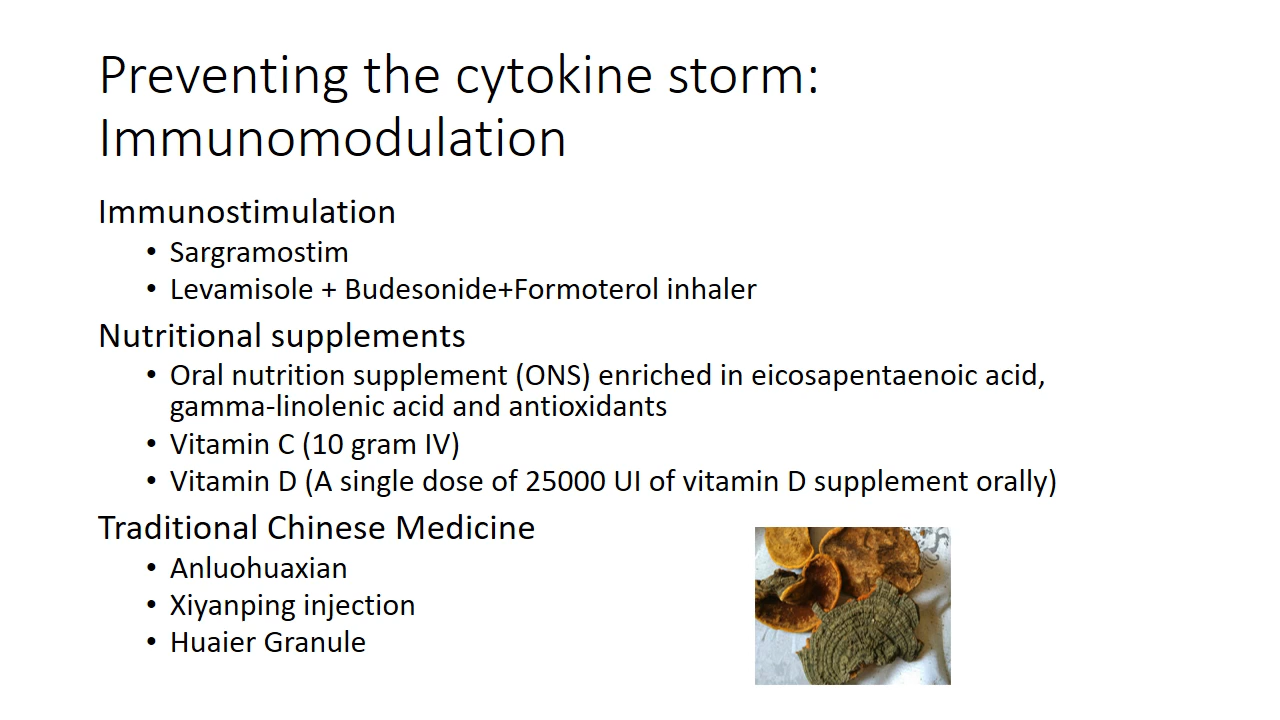 Preventing the cytokine storm:
Immunomodulation
Immunostimulation
• Sargramostim
• Levamisole + Budesonide+Formoterol inhaler
Nutritional supplements
• Oral nutrition supplement (ONS) enriched in eicosapentaenoic acid,
gamma-linolenic acid and antioxidants
• Vitamin C (10 gram IV)
• Vitamin D (A single dose of 25000 UI of vitamin D supplement orally)
Traditional Chinese Medicine
• Anluohuaxian
• Xiyanping injection
• Huaier Granule